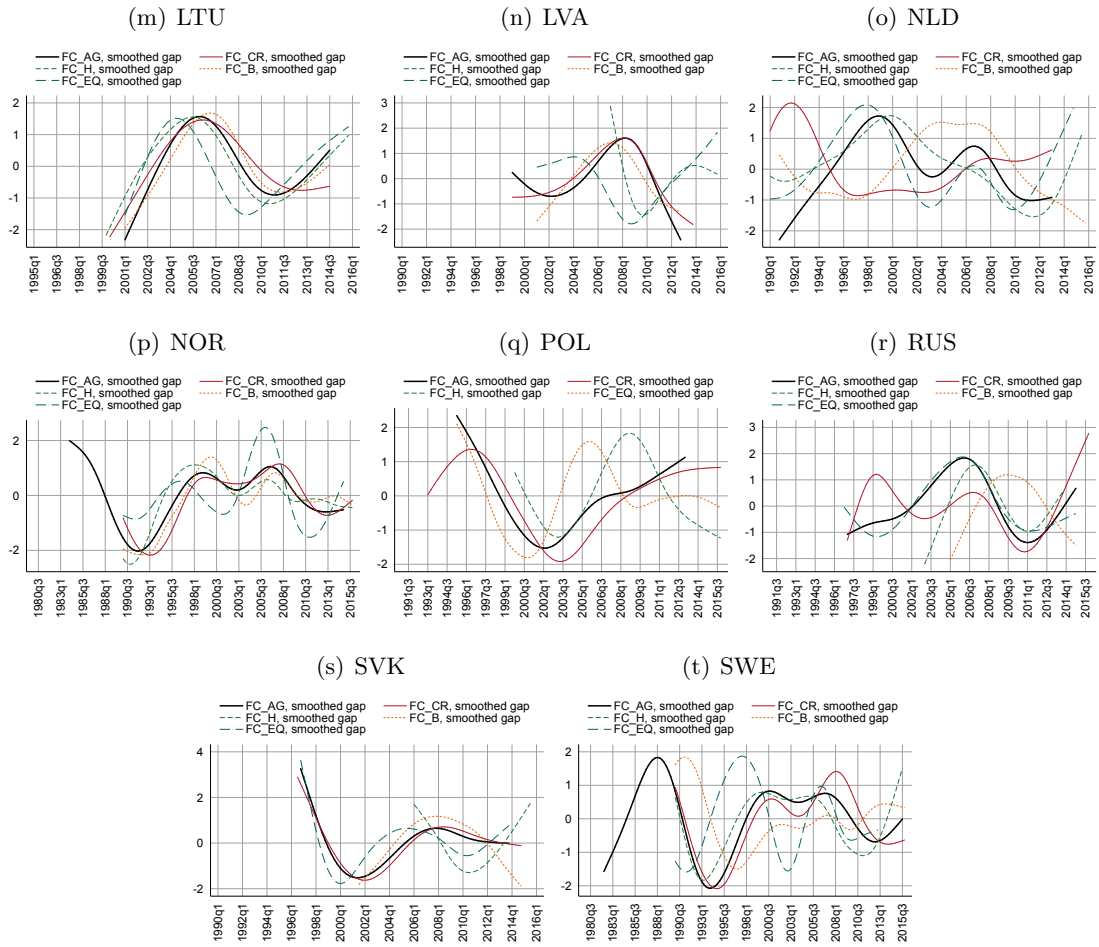 (m) LTU
FC_AG, smoothed gap FC_CR, smoothed gap
FC_H, smoothed gap FC_B, smoothed gap
FC_EQ, smoothed gap
2
1
0
-1
-2
1995q1 1996q3 1998q1 1999q3 2001q1 2002q3 2004q1 2005q3 2007q1 2008q3 2010q1 2011q3 2013q1 2014q3 2016q1
(n) LVA
FC_AG, smoothed gap FC_CR, smoothed gap
FC_H, smoothed gap FC_B, smoothed gap
FC_EQ, smoothed gap
3
2
1
0
-1
-2
1990q1 1992q1 1994q1 1996q1 1998q1 2000q1 2002q1 2004q1 2006q1 2008q1 2010q1 2012q1 2014q1 2016q1
(o) NLD
FC_AG, smoothed gap FC_CR, smoothed gap
FC_H, smoothed gap FC_B, smoothed gap
FC_EQ, smoothed gap
2
1
0
-1
-2
1990q1 1992q1 1994q1 1996q1 1998q1 2000q1 2002q1 2004q1 2006q1 2008q1 2010q1 2012q1 2014q1 2016q1
(p) NOR
FC_AG, smoothed gap FC_CR, smoothed gap
FC_H, smoothed gap FC_B, smoothed gap
FC_EQ, smoothed gap
2
0
-2
1980q3 1983q1 1985q3 1988q1 1990q3 1993q1 1995q3 1998q1 2000q3 2003q1 2005q3 2008q1 2010q3 2013q1 2015q3
(q) POL
FC_AG, smoothed gap FC_CR, smoothed gap
FC_H, smoothed gap FC_EQ, smoothed gap
2
1
0
-1
-2
1991q3 1993q1 1994q3 1996q1 1997q3 1999q1 2000q3 2002q1 2003q3 2005q1 2006q3 2008q1 2009q3 2011q1 2012q3 2014q1 2015q3
(r) RUS
FC_AG, smoothed gap FC_CR, smoothed gap
FC_H, smoothed gap FC_B, smoothed gap
FC_EQ, smoothed gap
3
2
1
0
-1
-2
1991q3 1993q1 1994q3 1996q1 1997q3 1999q1 2000q3 2002q1 2003q3 2005q1 2006q3 2008q1 2009q3 2011q1 2012q3 2014q1 2015q3
(s) SVK
FC_AG, smoothed gap FC_CR, smoothed gap
FC_H, smoothed gap FC_B, smoothed gap
FC_EQ, smoothed gap
4
2
0
-2
1990q1 1992q1 1994q1 1996q1 1998q1 2000q1 2002q1 2004q1 2006q1 2008q1 2010q1 2012q1 2014q1 2016q1
(t) SWE
FC_AG, smoothed gap FC_CR, smoothed gap
FC_H, smoothed gap FC_B, smoothed gap
FC_EQ, smoothed gap
2
1
0
-1
-2
1980q3 1983q1 1985q3 1988q1 1990q3 1993q1 1995q3 1998q1 2000q3 2003q1 2005q3 2008q1 2010q3 2013q1 2015q3